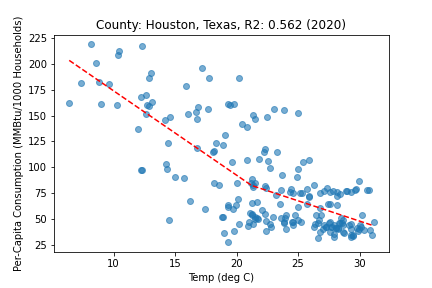 County: Houston, Texas, R2: 0.562 (2020)
Per-Capita Consumption (MMBtu/1000 Households)
225
200
175
150
125
100
75
50
25
10 15 20 25 30
Temp (deg C)